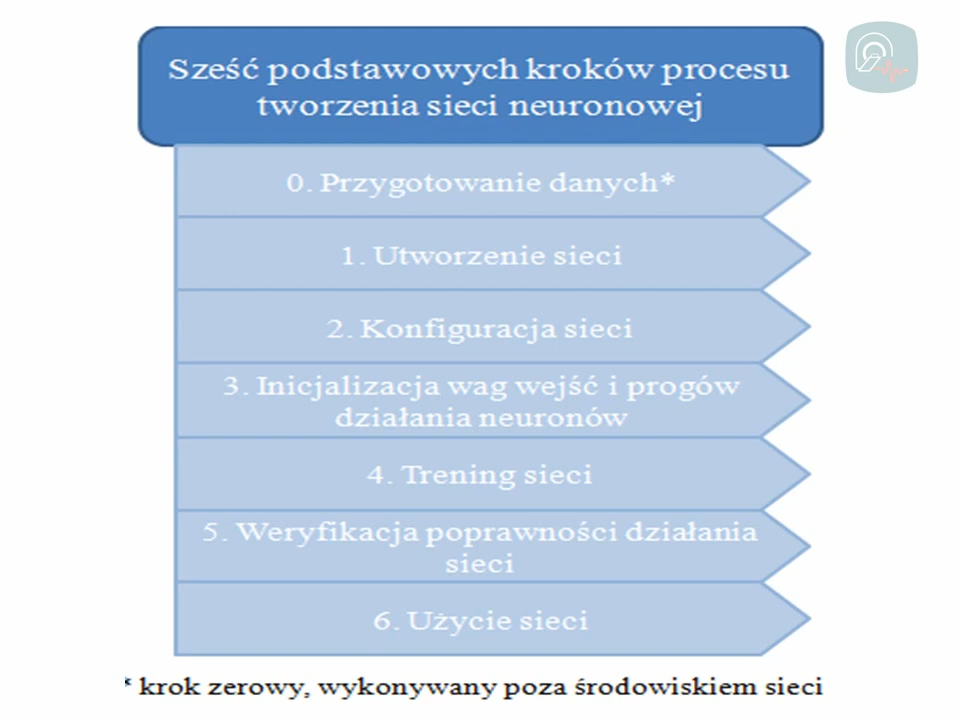 Sześć podstawowych kroków procesu
tworzenia sieci neuronowej
0. Przygotowanie danych*
1. Utworzenie sieci
2. Konfiguracja sieci
3. Inicjalizacja wag wejść i progów
działania neuronów
4. Trening sieci
5. Weryfikacja poprawności działania
sieci
6. Użycie sieci
* krok zerowy, wykonywany poza środowiskiem sieci